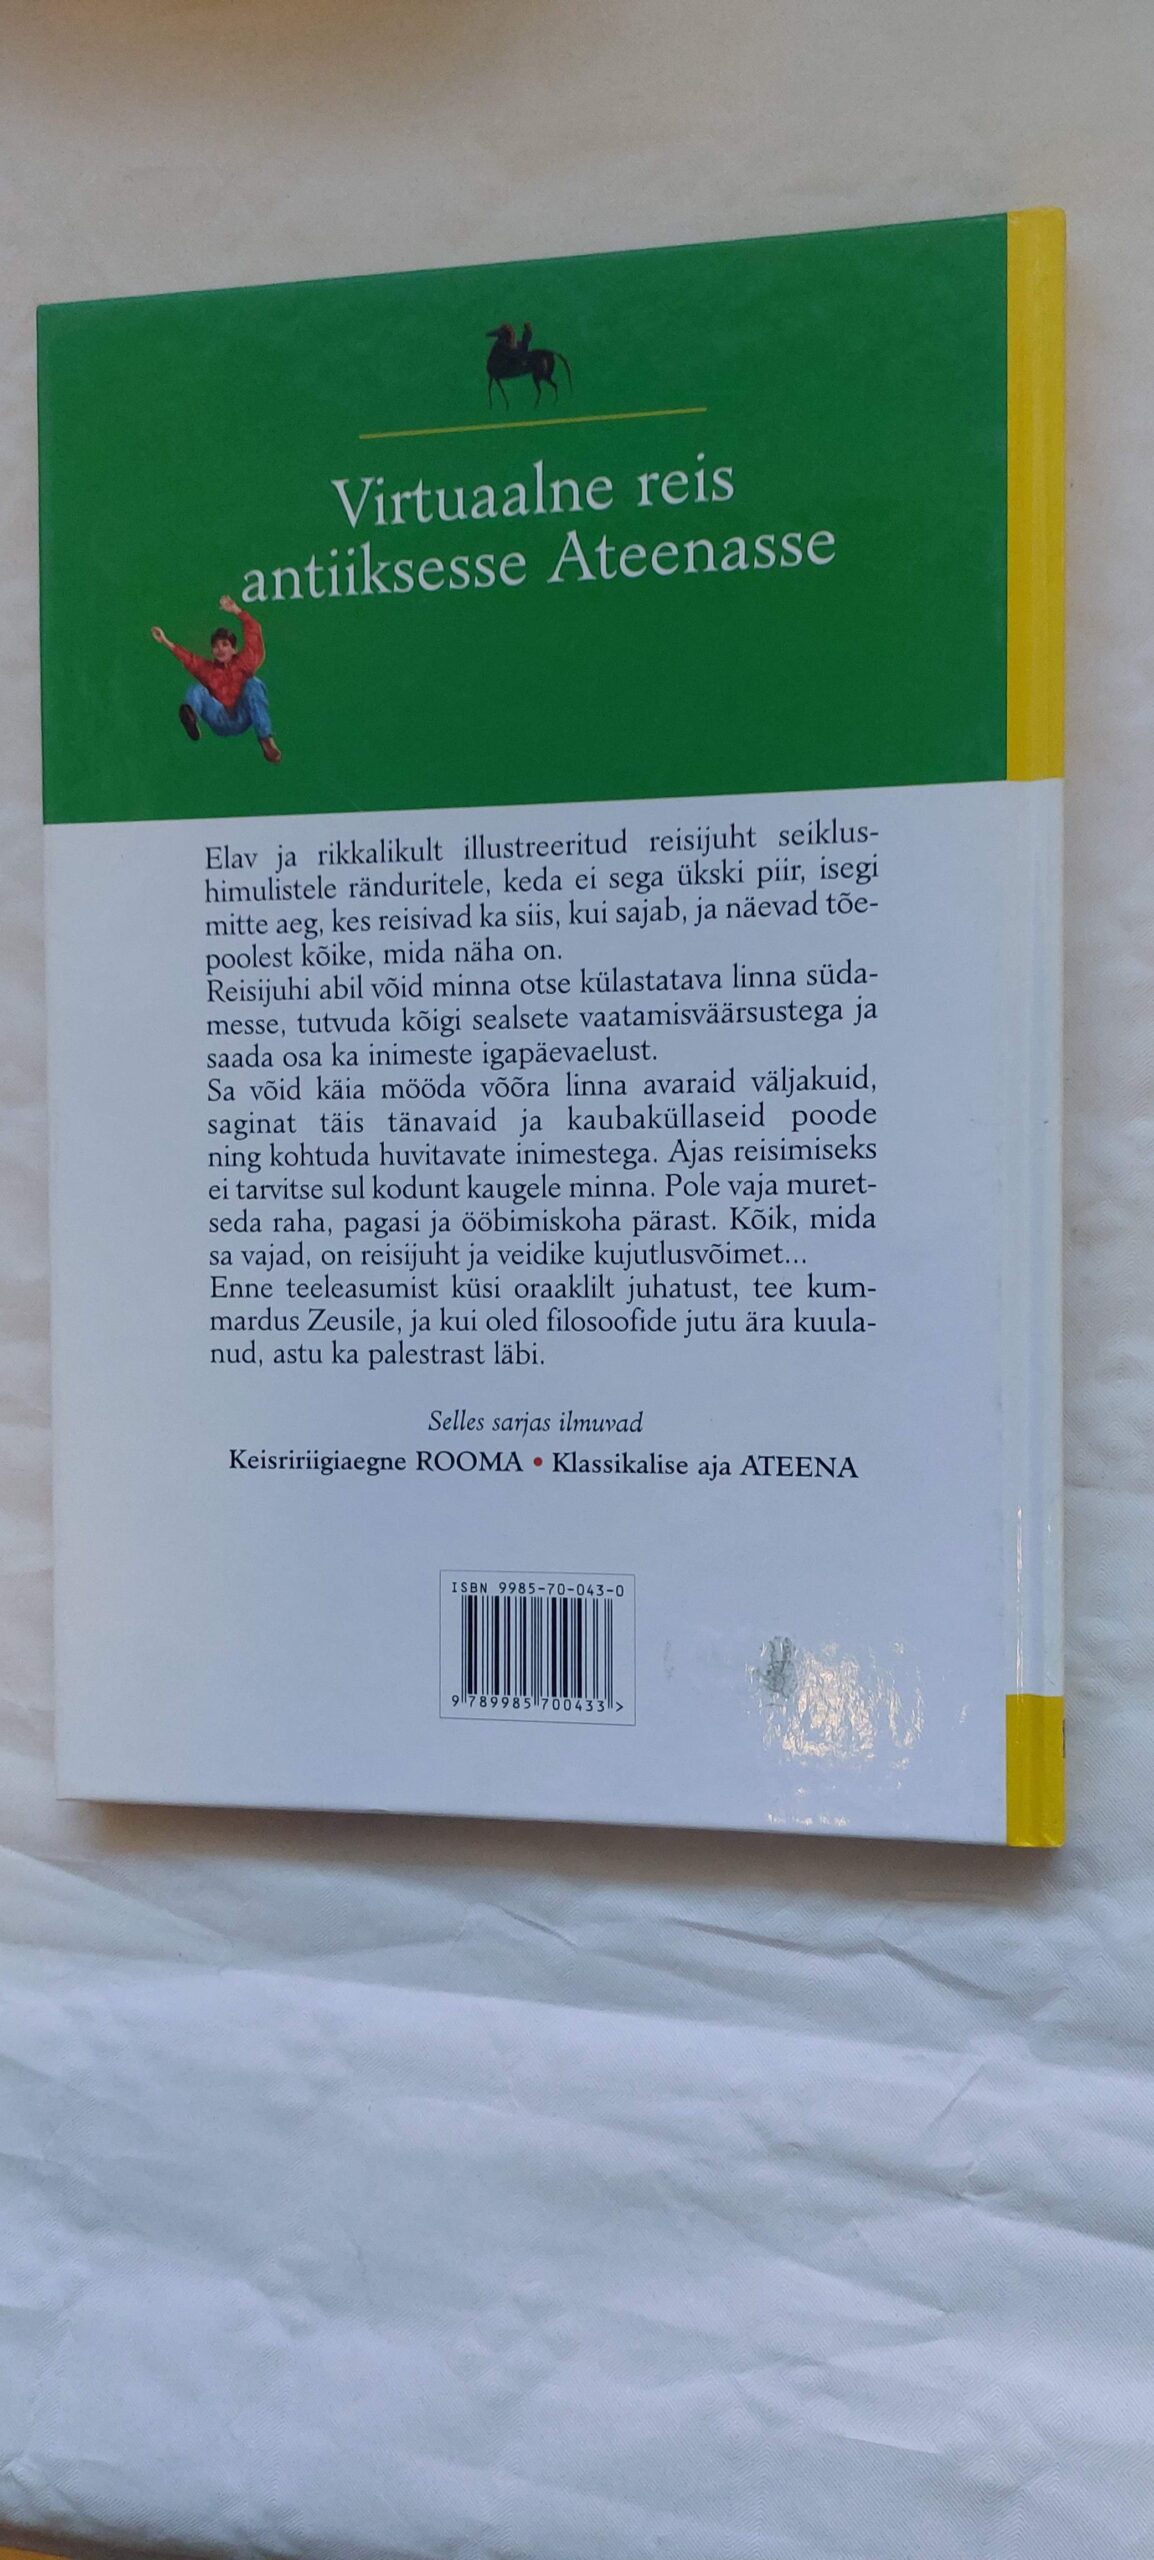 Virtuaalne reis
antiiksesse Ateenasse
Elav ja rikkalikult illustreeritud reisijuht seiklus-
himulistele ränduritele, keda ei sega ükski piir, isegi
mitte aeg, kes reisivad ka siis, kui sajab, ja näevad tõe-
poolest kõike, mida näha on.
Reisijuhi abil võid minna otse külastatava linna süda-
messe, tutvuda kõigi sealsete vaatamisväärsustega ja
saada osa ka inimeste igapäevaelust.
Sa võid käia mööda võõra linna avaraid väljakuid,
saginat täis tänavaid ja kaubaküllaseid poode
ning kohtuda huvitavate inimestega. Ajas reisimiseks
ei tarvitse sul kodunt kaugele minna. Pole vaja muret-
seda raha, pagasi ja ööbimiskoha pärast. Kõik, mida
sa vajad, on reisijuht ja veidike kujutlusvõimet...
Enne teeleasumist küsi oraaklilt juhatust, tee kum-
mardus Zeusile, ja kui oled filosoofide jutu ära kuula-
nud, astu ka palestrast läbi.
Selles sarjas ilmuvad
Keisririigiaegne ROOMA • Klassikalise aja ATEENA
ISBN 9985-70-043-0
9 789985 700433 >